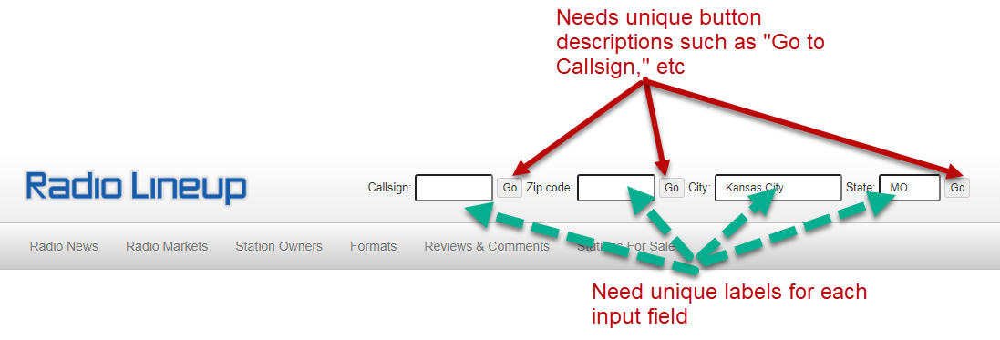 Needs unique button
descriptions such as "Go to
Callsign," etc
Radio Lineup
Callsign: Go Zip code: Go City: Kansas City State: MO Go
Radio News Radio Markets Station Owners Formats Reviews & Comments Stations For Sale
Need unique labels for each
input field